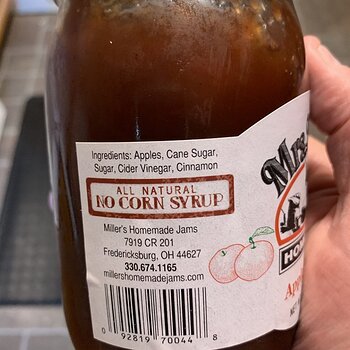 Ingredients: Apples, Cane Sugar,
Sugar, Cider Vinegar, Cinnamon
ALL NATURAL
NO CORN SYRUP
Miller's Homemade Jams
7919 CR 201
Fredericksburg, OH 44627
330.674.1165
millershomemadejams.com
0 92819 70044 8
Mrs